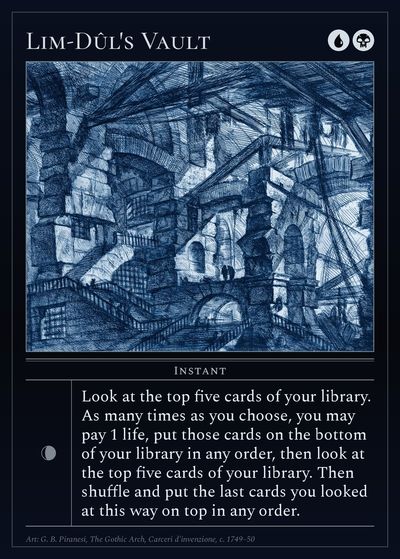 Lim-Dûl's Vault
Instant
Look at the top five cards of your library.
As many times as you choose, you may
pay 1 life, put those cards on the bottom
of your library in any order, then look at
the top five cards of your library. Then
shuffle and put the last cards you looked
at this way on top in any order.
Art: G. B. Piranesi, The Gothic Arch, Carceri d'invenzione, c. 1749-50